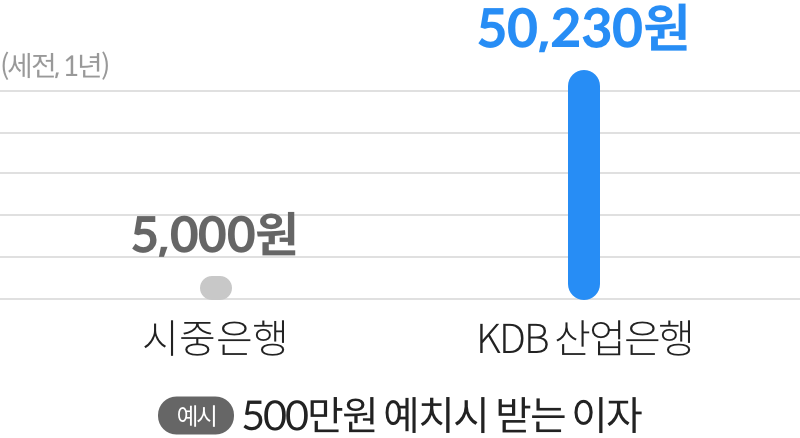 50,230원
(세전, 1년)
5,000원
시중은행
KDB 산업은행
예시 500만원 예치시 받는 이자